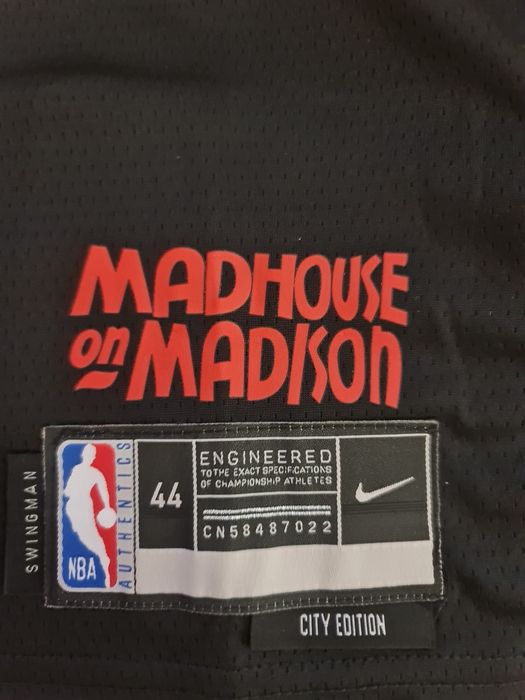 MADHOUSE
on MADISON
SWINGMAN
NBA
AUTHENTICS
44
ENGINEERED
TO THE EXACT SPECIFICATIONS
OF CHAMPIONSHIP ATHLETES
CN58487022
CITY EDITION